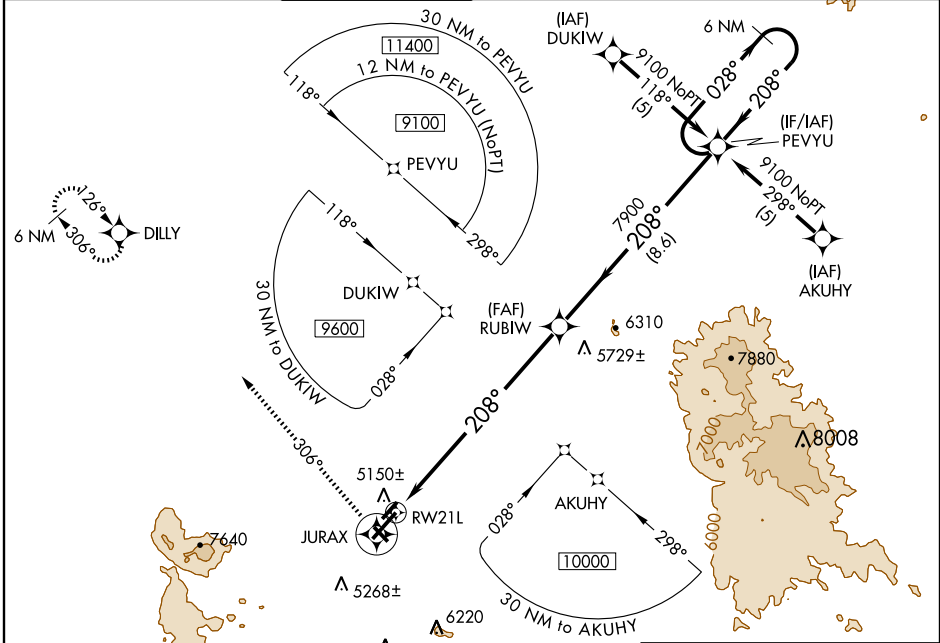 30 NM to PEVYU
11400
12 NM to PEVYU (NoPT)
9100
118°
PEVYU
298°
(IAF)
DUKIW
9100 NoPT
118°
(5)
6 NM
028°
208°
(IF/IAF)
PEVYU
9100 NoPT
298°
(5)
(IAF)
AKUHY
7900
208°
(8.6)
126°
6 NM
306°
DILLY
118°
DUKIW
9600
30 NM to DUKIW
028°
(FAF)
RUBIW
6310
5729±
7880
7000
8008
6000
208°
306°
5150±
RW21L
JURAX
7640
5268±
6220
028°
AKUHY
298°
10000
30 NM to AKUHY